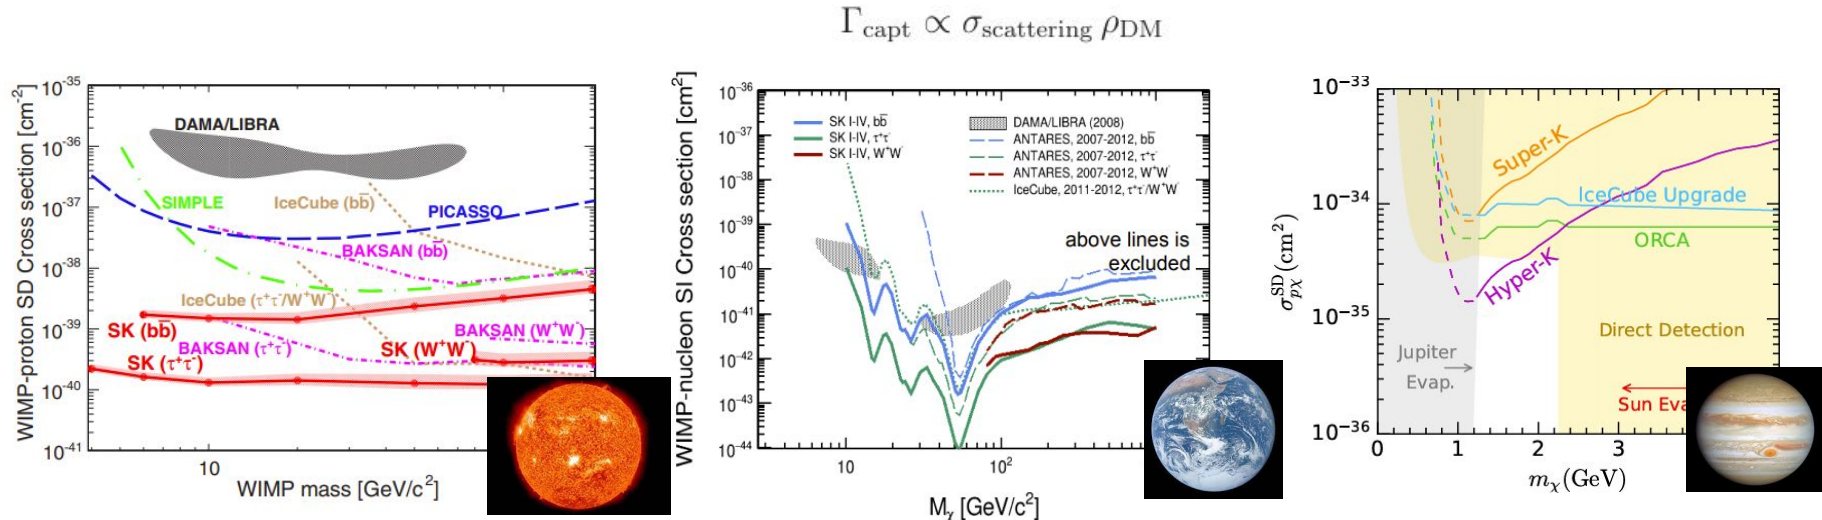 Γcapt ∝ σscattering ρDM
WIMP-proton SD Cross section [cm⁻²]
10⁻³⁵
10⁻³⁶
10⁻³⁷
10⁻³⁸
10⁻³⁹
10⁻⁴⁰
10⁻⁴¹
DAMA/LIBRA
SIMPLE
IceCube (bb̄)
PICASSO
BAKSAN (bb̄)
IceCube (τ⁺τ⁻/W⁺W⁻)
SK (bb̄)
BAKSAN (W⁺W⁻)
BAKSAN (τ⁺τ⁻)
SK (W⁺W⁻)
SK (τ⁺τ⁻)
10
WIMP mass [GeV/c²]
WIMP-nucleon SI Cross section [cm²]
10⁻³⁶
10⁻³⁷
10⁻³⁸
10⁻³⁹
10⁻⁴⁰
10⁻⁴¹
10⁻⁴²
10⁻⁴³
10⁻⁴⁴
SK I-IV, bb̄
SK I-IV, τ⁺τ⁻
SK I-IV, W⁺W⁻
DAMA/LIBRA (2008)
ANTARES, 2007-2012, bb̄
ANTARES, 2007-2012, τ⁺τ⁻
ANTARES, 2007-2012, W⁺W⁻
IceCube, 2011-2012, τ⁺τ⁻/W⁺W⁻
above lines is
excluded
10
10²
Mχ [GeV/c²]
σpχ^SD (cm²)
10⁻³³
10⁻³⁴
10⁻³⁵
10⁻³⁶
Super-K
IceCube Upgrade
ORCA
Hyper-K
Direct Detection
Jupiter
Evap.
Sun Eva
0
1
2
3
mχ(GeV)